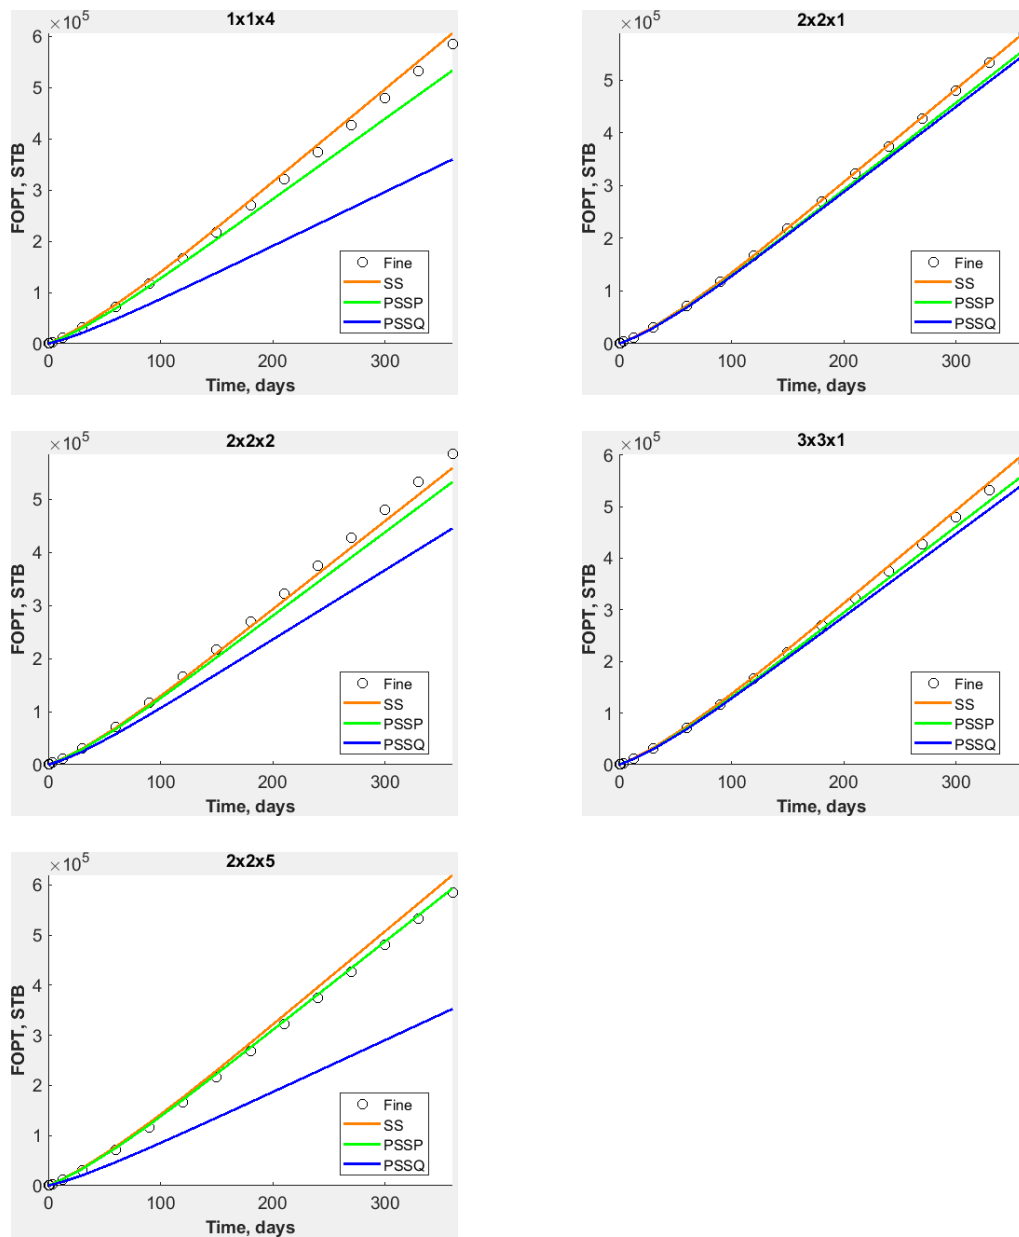 1x1x4
×10^5
FOPT, STB
6
5
4
3
2
1
0
0 100 200 300
Time, days
Fine
SS
PSSP
PSSQ
2x2x1
×10^5
FOPT, STB
5
4
3
2
1
0
0 100 200 300
Time, days
Fine
SS
PSSP
PSSQ
2x2x2
×10^5
FOPT, STB
5
4
3
2
1
0
0 100 200 300
Time, days
Fine
SS
PSSP
PSSQ
3x3x1
×10^5
FOPT, STB
6
5
4
3
2
1
0
0 100 200 300
Time, days
Fine
SS
PSSP
PSSQ
2x2x5
×10^5
FOPT, STB
6
5
4
3
2
1
0
0 100 200 300
Time, days
Fine
SS
PSSP
PSSQ